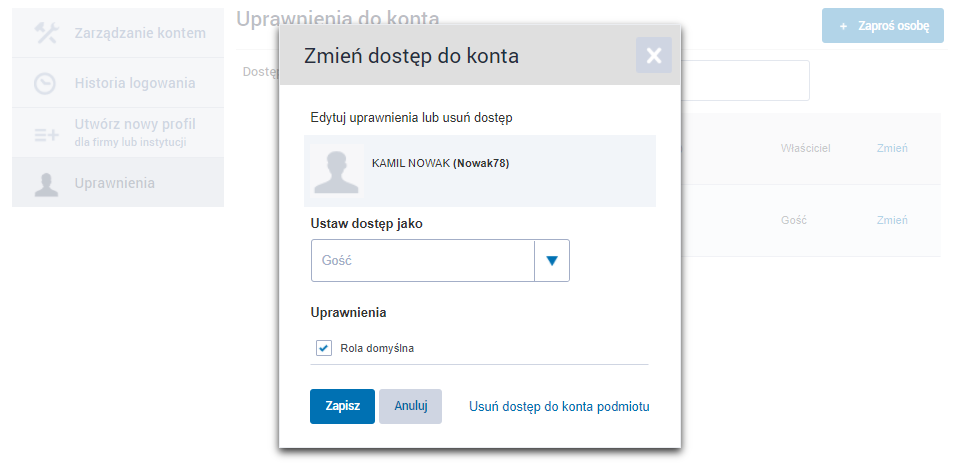 Uprawnienia do konta
+ Zaproś osobę
Zarządzanie kontem
Historia logowania
Utwórz nowy profil
dla firmy lub instytucji
Uprawnienia
Dostęp
Właściciel
Zmień
Gość
Zmień
Zmień dostęp do konta
Edytuj uprawnienia lub usuń dostęp
KAMIL NOWAK (Nowak78)
Ustaw dostęp jako
Gość
Uprawnienia
Rola domyślna
Zapisz
Anuluj
Usuń dostęp do konta podmiotu